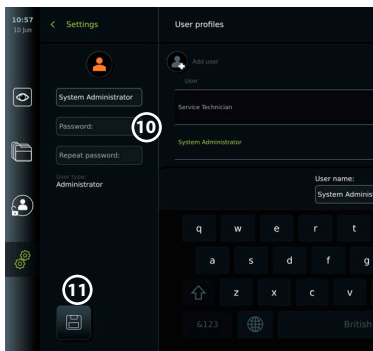 10:57
10 Jun
Settings
User profiles
Add user
User
System Administrator
Service Technician
Password:
10
System Administrator
Repeat password:
User type:
Administrator
User name:
System Adminis
q w e r t
a s d f g
11
z x c v
&123
British